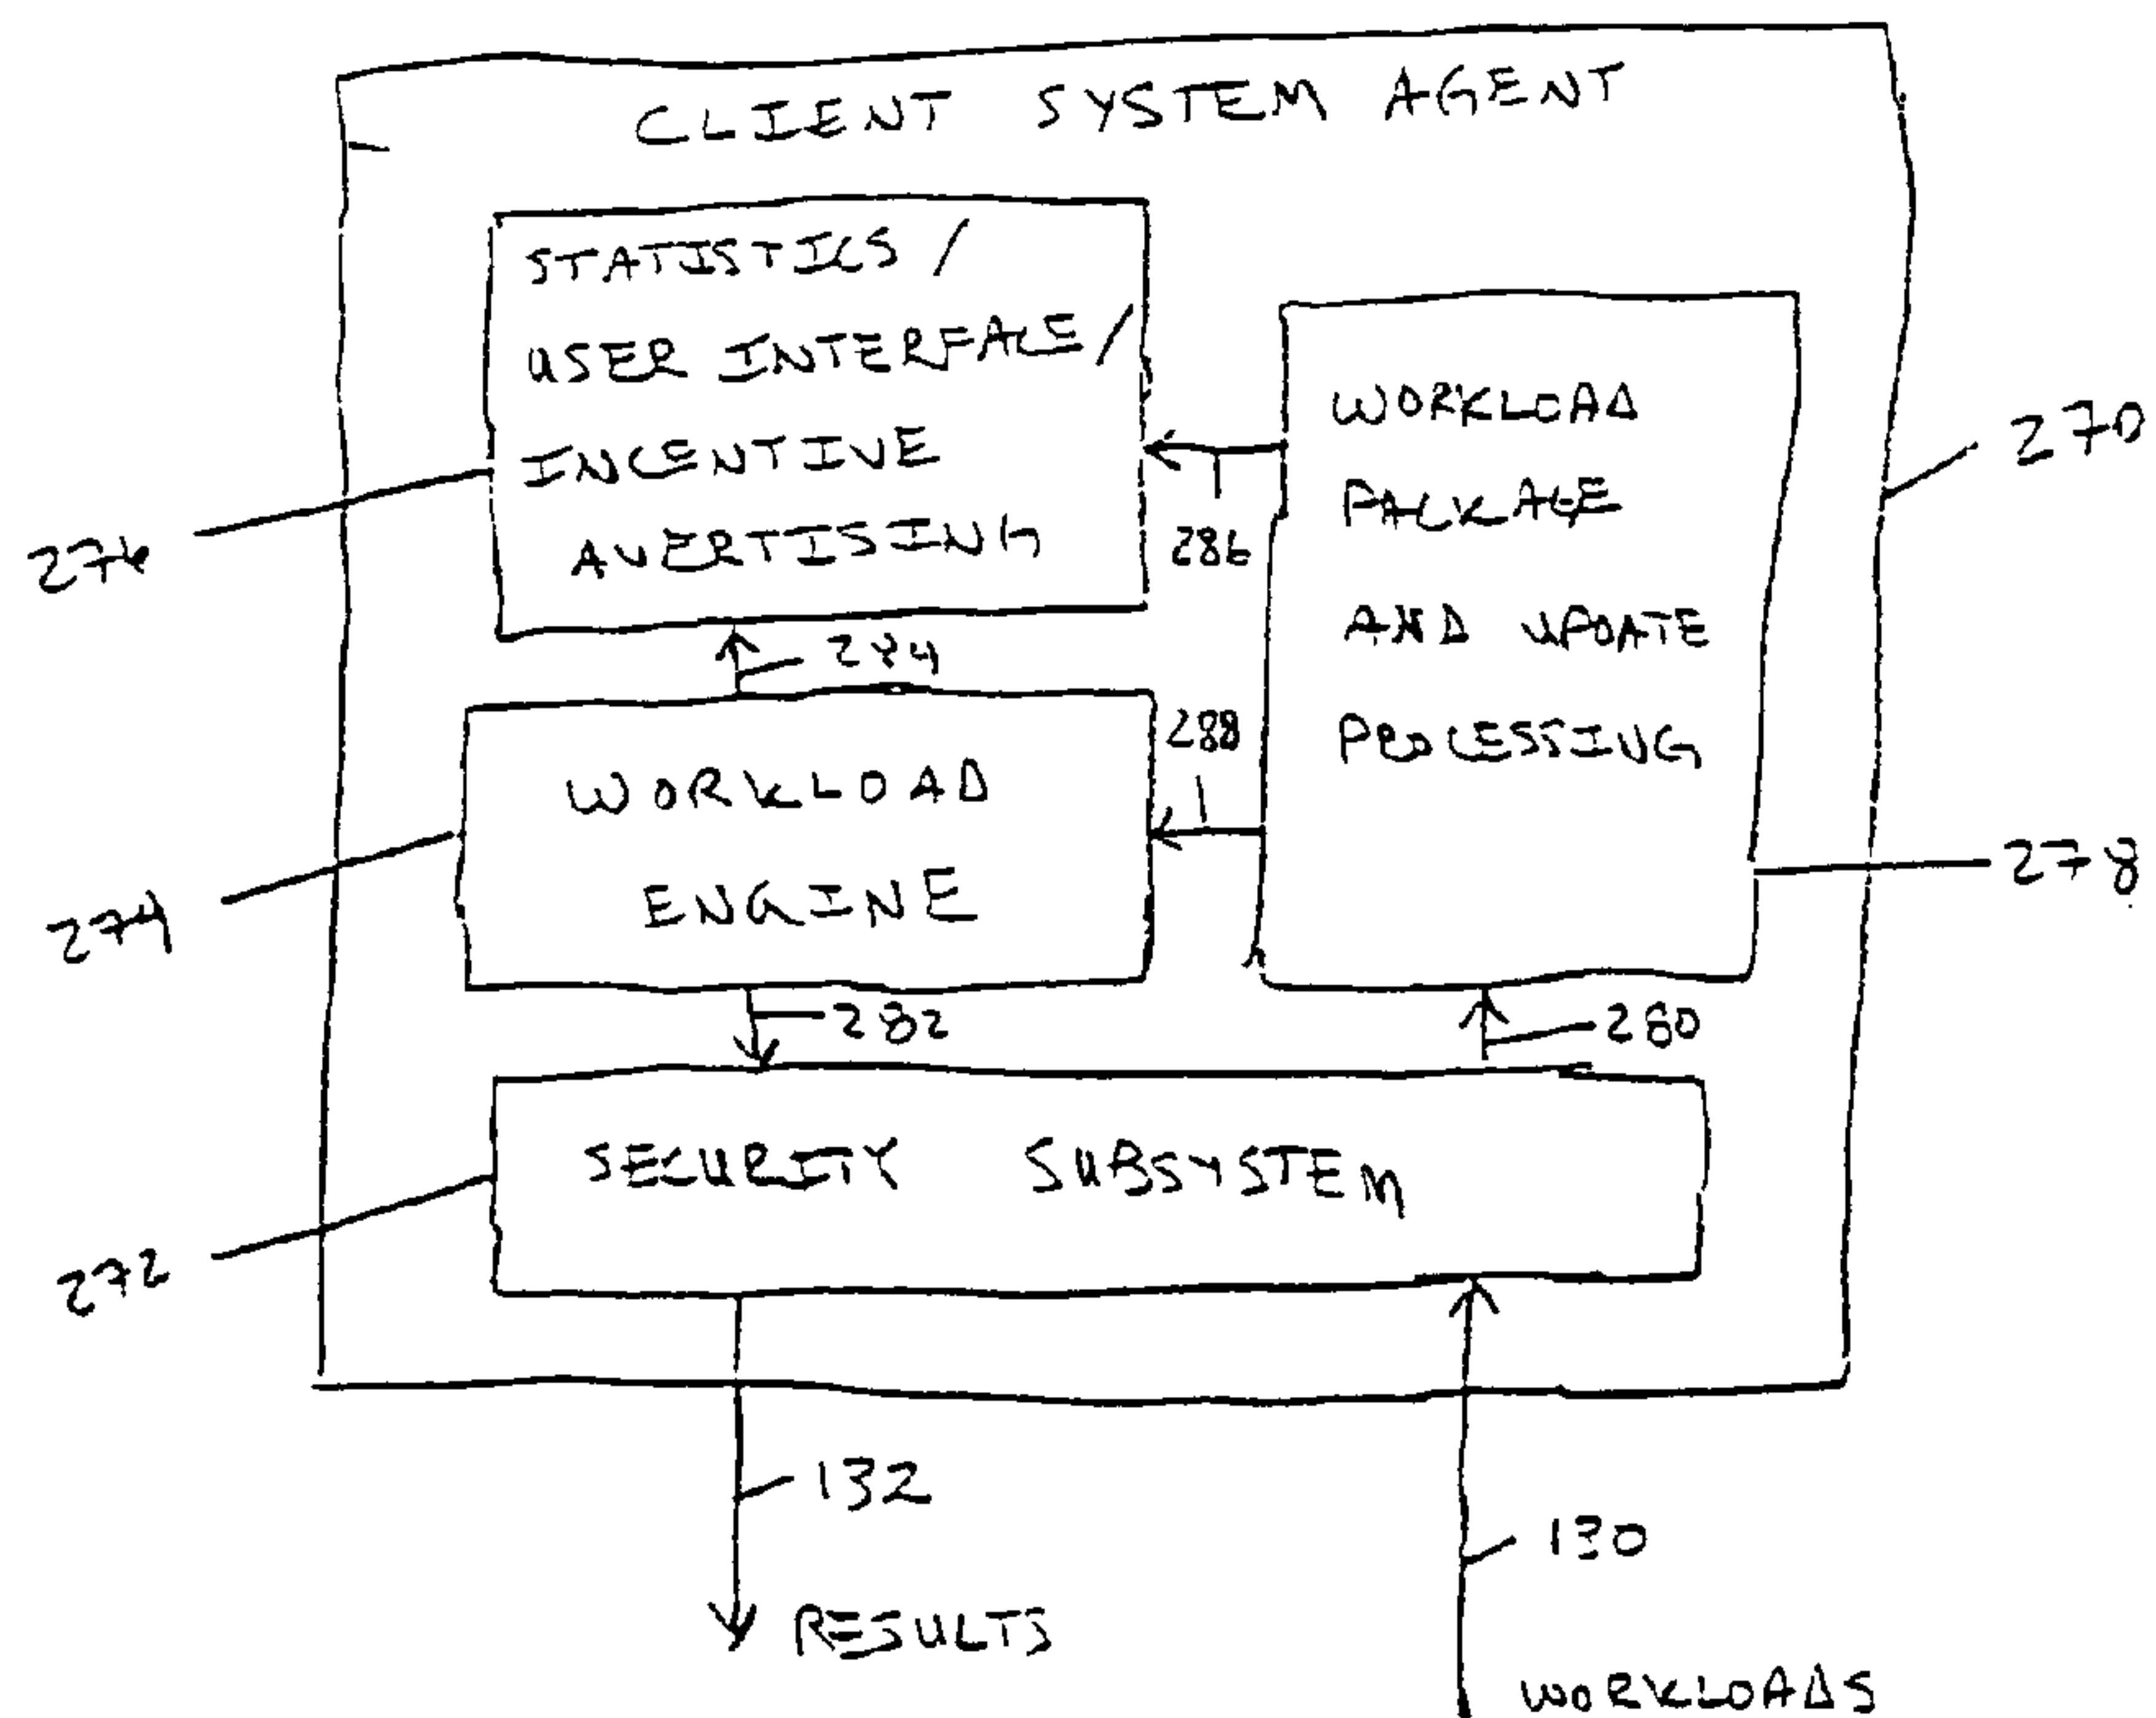 CLIENT SYSTEM AGENT
STATISTICS /
USER INTERFACE /
INCENTIVE
AVERTISING
276
286
WORKLOAD
PACKAGE
AND UPDATE
PROCESSING
270
284
288
WORKLOAD
ENGINE
274
278
282
280
SECURITY SUBSYSTEM
272
132
130
RESULTS
WORKLOADS